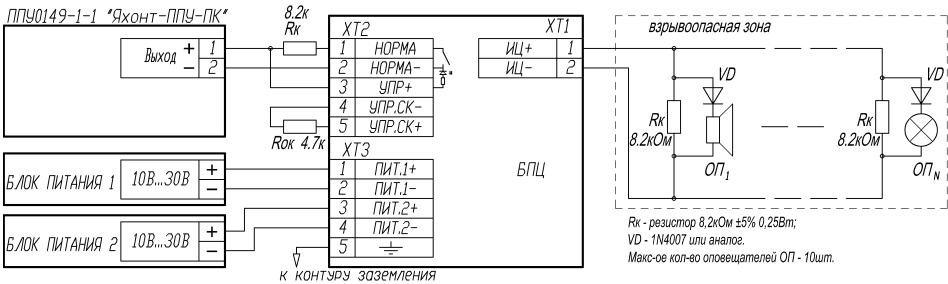 ППУ0149-1-1 "Яхонт-ППУ-ПК"
Выход + 1
− 2
8.2к
Rк
Rок 4.7к
БЛОК ПИТАНИЯ 1 10В...30В +
−
БЛОК ПИТАНИЯ 2 10В...30В +
−
к контуру заземления
XT2
1 НОРМА
2 НОРМА-
3 УПР+
4 УПР.СК-
5 УПР.СК+
XT3
1 ПИТ.1+
2 ПИТ.1-
3 ПИТ.2+
4 ПИТ.2-
5
БПЦ
XT1
ИЦ+ 1
ИЦ- 2
взрывоопасная зона
VD
Rк
8.2кОм
ОП1
VD
Rк
8.2кОм
ОПN
Rк - резистор 8,2кОм ±5% 0,25Вт;
VD - 1N4007 или аналог.
Макс-ое кол-во оповещателей ОП - 10шт.